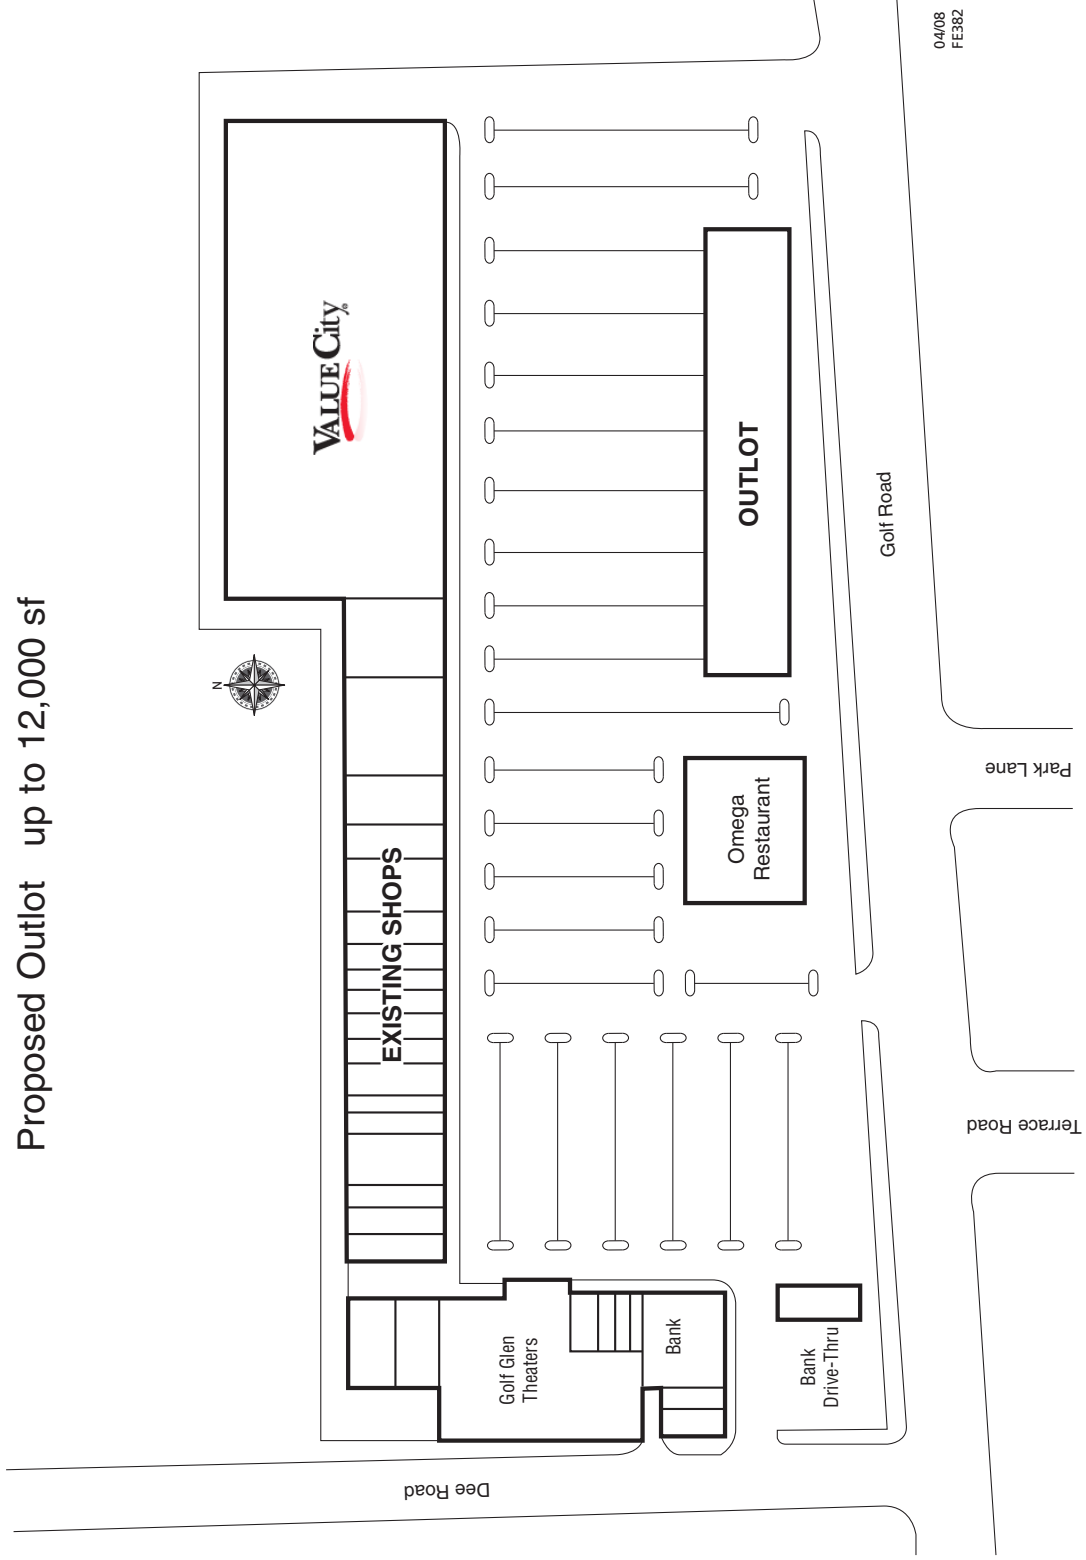 Proposed Outlot up to 12,000 sf
N
VALUE City
EXISTING SHOPS
OUTLOT
Omega
Restaurant
Golf Glen
Theaters
Bank
Bank
Drive-Thru
Golf Road
Dee Road
Terrace Road
Park Lane
04/08
FE382